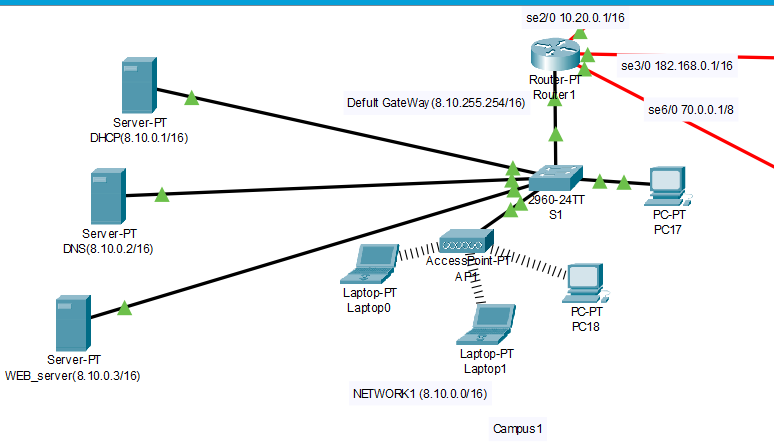 se2/0 10.20.0.1/16
se3/0 182.168.0.1/16
Router-PT
Router1
Defult GateWay(8.10.255.254/16)
se6/0 70.0.0.1/8
Server-PT
DHCP(8.10.0.1/16)
2960-24TT
S1
PC-PT
PC17
Server-PT
DNS(8.10.0.2/16)
AccessPoint-PT
AP1
Laptop-PT
Laptop0
PC-PT
PC18
Server-PT
WEB_server(8.10.0.3/16)
Laptop-PT
Laptop1
NETWORK1 (8.10.0.0/16)
Campus1